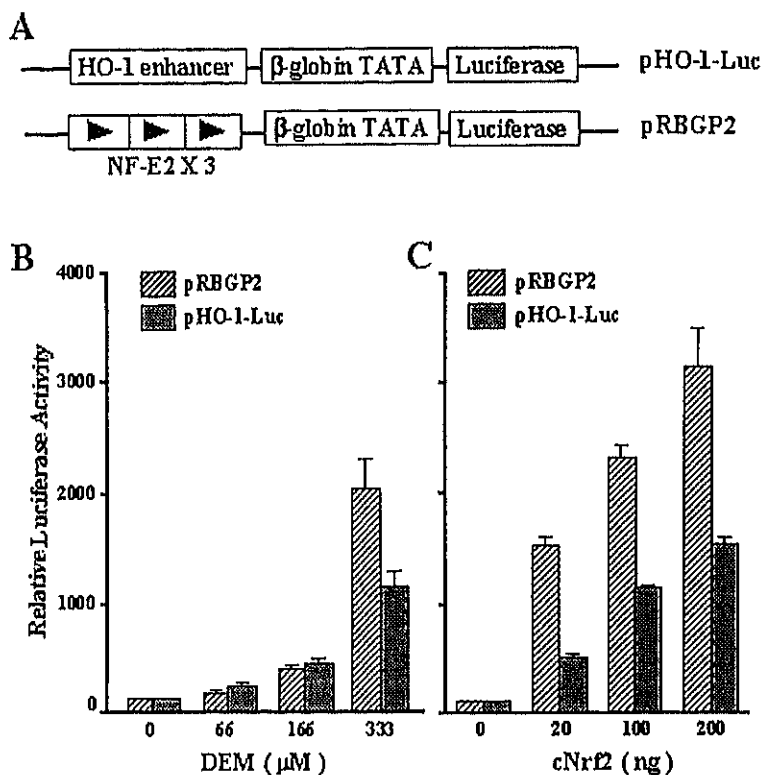 A
HO-1 enhancer β-globin TATA Luciferase pHO-1-Luc
β-globin TATA Luciferase pRBGP2
NF-E2 X 3
B
pRBGP2
pHO-1-Luc
Relative Luciferase Activity
4000
3000
2000
1000
0
0 66 166 333
DEM (μM)
C
pRBGP2
pHO-1-Luc
0 20 100 200
cNrf2 (ng)